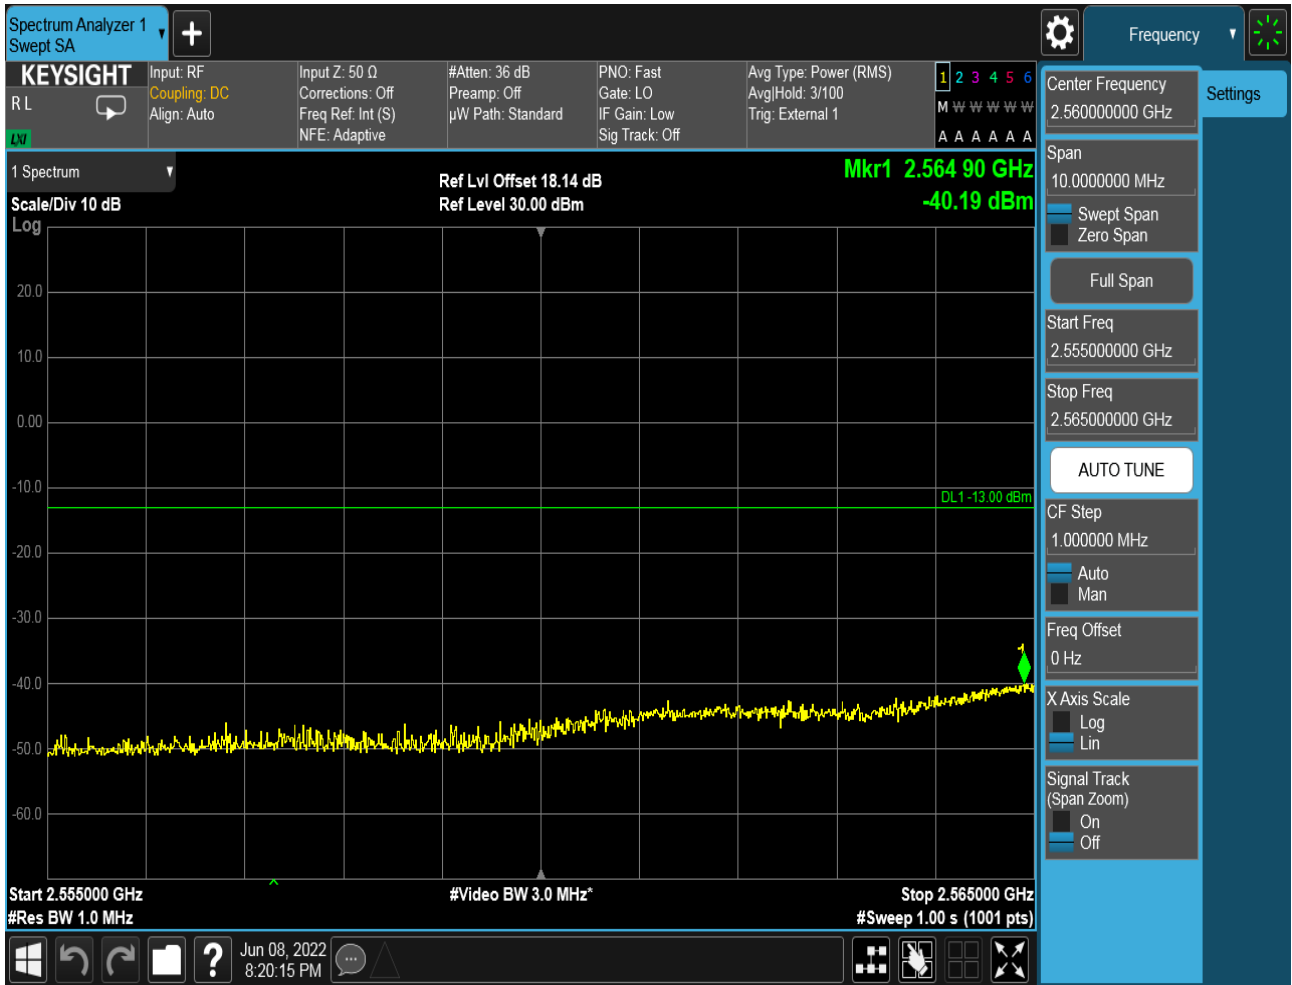 Spectrum Analyzer 1
Swept SA
+
Frequency
KEYSIGHT
R L
LXI
Input: RF
Coupling: DC
Align: Auto
Input Z: 50 Ω
Corrections: Off
Freq Ref: Int (S)
NFE: Adaptive
#Atten: 36 dB
Preamp: Off
µW Path: Standard
PNO: Fast
Gate: LO
IF Gain: Low
Sig Track: Off
Avg Type: Power (RMS)
Avg|Hold: 3/100
Trig: External 1
1 2 3 4 5 6
M W W W W W
A A A A A A
1 Spectrum
Scale/Div 10 dB
Log
Ref Lvl Offset 18.14 dB
Ref Level 30.00 dBm
Mkr1 2.564 90 GHz
-40.19 dBm
20.0
10.0
0.00
-10.0
-20.0
-30.0
-40.0
-50.0
-60.0
DL1 -13.00 dBm
1
Start 2.555000 GHz
#Res BW 1.0 MHz
#Video BW 3.0 MHz*
Stop 2.565000 GHz
#Sweep 1.00 s (1001 pts)
Center Frequency
2.560000000 GHz
Settings
Span
10.0000000 MHz
Swept Span
Zero Span
Full Span
Start Freq
2.555000000 GHz
Stop Freq
2.565000000 GHz
AUTO TUNE
CF Step
1.000000 MHz
Auto
Man
Freq Offset
0 Hz
X Axis Scale
Log
Lin
Signal Track
(Span Zoom)
On
Off
?
Jun 08, 2022
8:20:15 PM